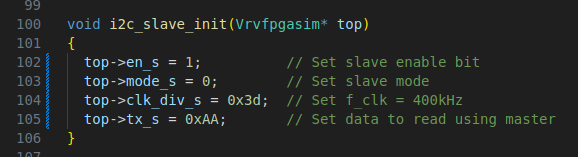 99
100 void i2c_slave_init(Vrvfpgasim* top)
101 {
102 top->en_s = 1; // Set slave enable bit
103 top->mode_s = 0; // Set slave mode
104 top->clk_div_s = 0x3d; // Set f_clk = 400kHz
105 top->tx_s = 0xAA; // Set data to read using master
106 }
107